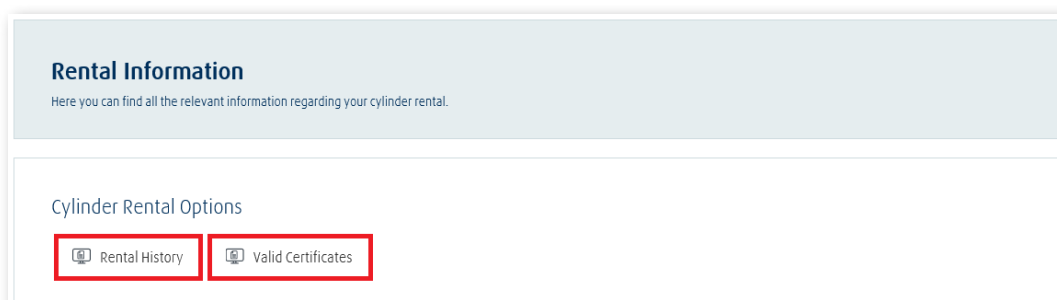 Rental Information
Here you can find all the relevant information regarding your cylinder rental.
Cylinder Rental Options
Rental History Valid Certificates